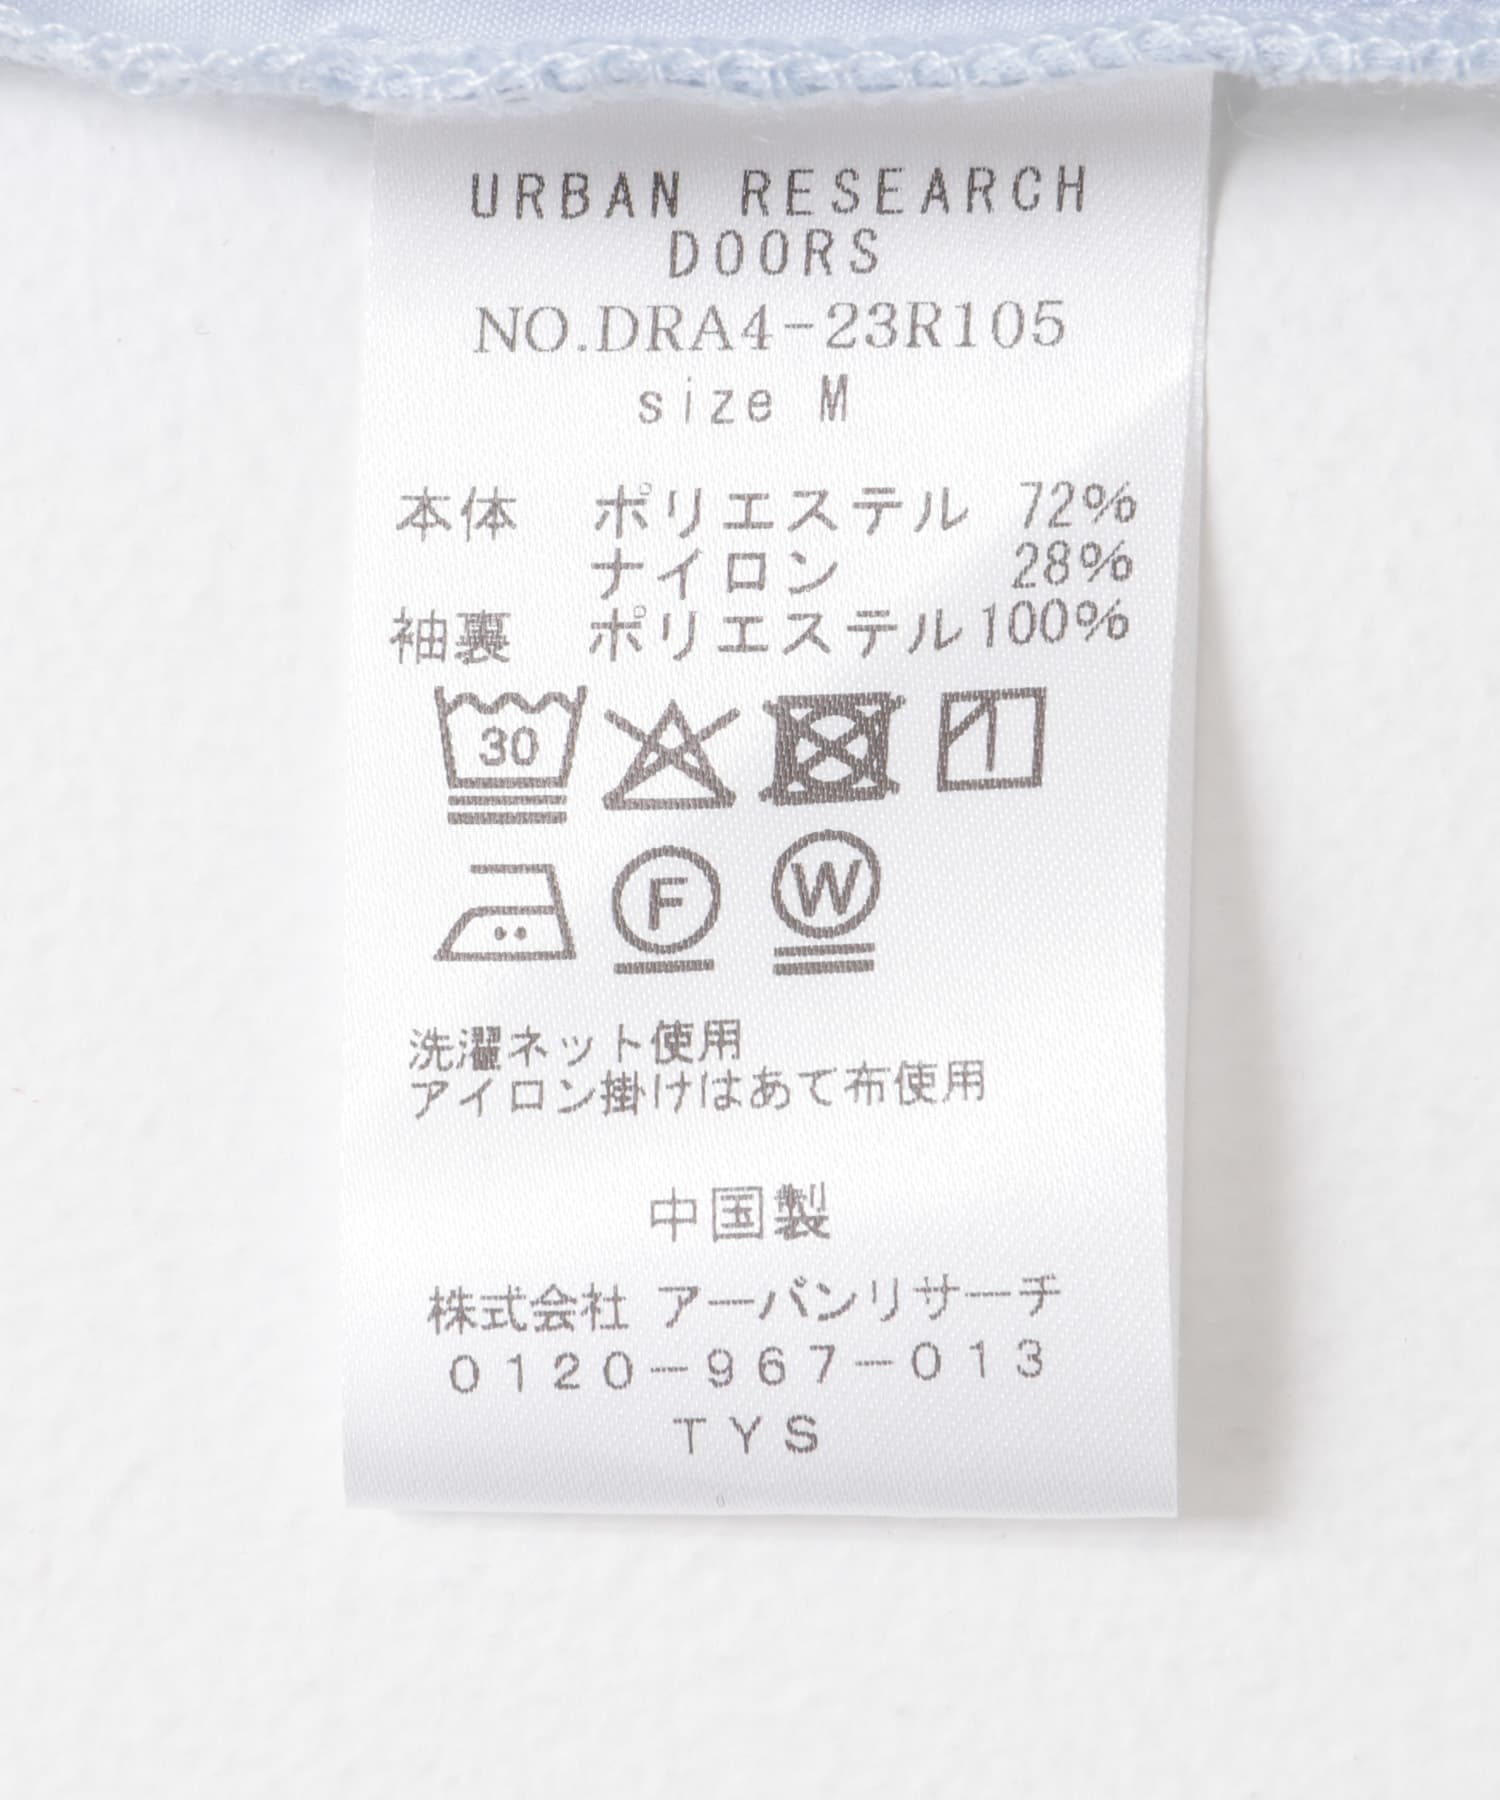 URBAN RESEARCH
DOORS
NO.DRA4-23R105
size M
本体 ポリエステル 72%
ナイロン 28%
袖裏 ポリエステル100%
30
F
W
洗濯ネット使用
アイロン掛けはあて布使用
中国製
株式会社 アーバンリサーチ
0120-967-013
TYS